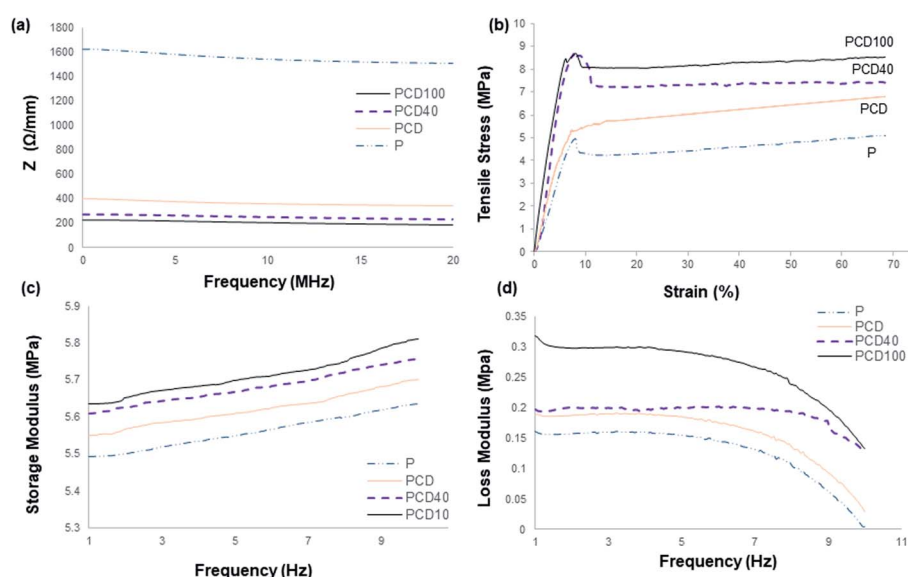 (a)
Z (Ω/mm)
1800
1600
1400
1200
1000
800
600
400
200
0
0 5 10 15 20
Frequency (MHz)
PCD100
PCD40
PCD
P
(b)
Tensile Stress (MPa)
10
9
8
7
6
5
4
3
2
1
0
0 10 20 30 40 50 60 70
Strain (%)
PCD100
PCD40
PCD
P
(c)
Storage Modulus (MPa)
5.9
5.8
5.7
5.6
5.5
5.4
5.3
1 3 5 7 9
Frequency (Hz)
P
PCD
PCD40
PCD10
(d)
Loss Modulus (Mpa)
0.35
0.3
0.25
0.2
0.15
0.1
0.05
0
1 3 5 7 9 11
Frequency (Hz)
P
PCD
PCD40
PCD100